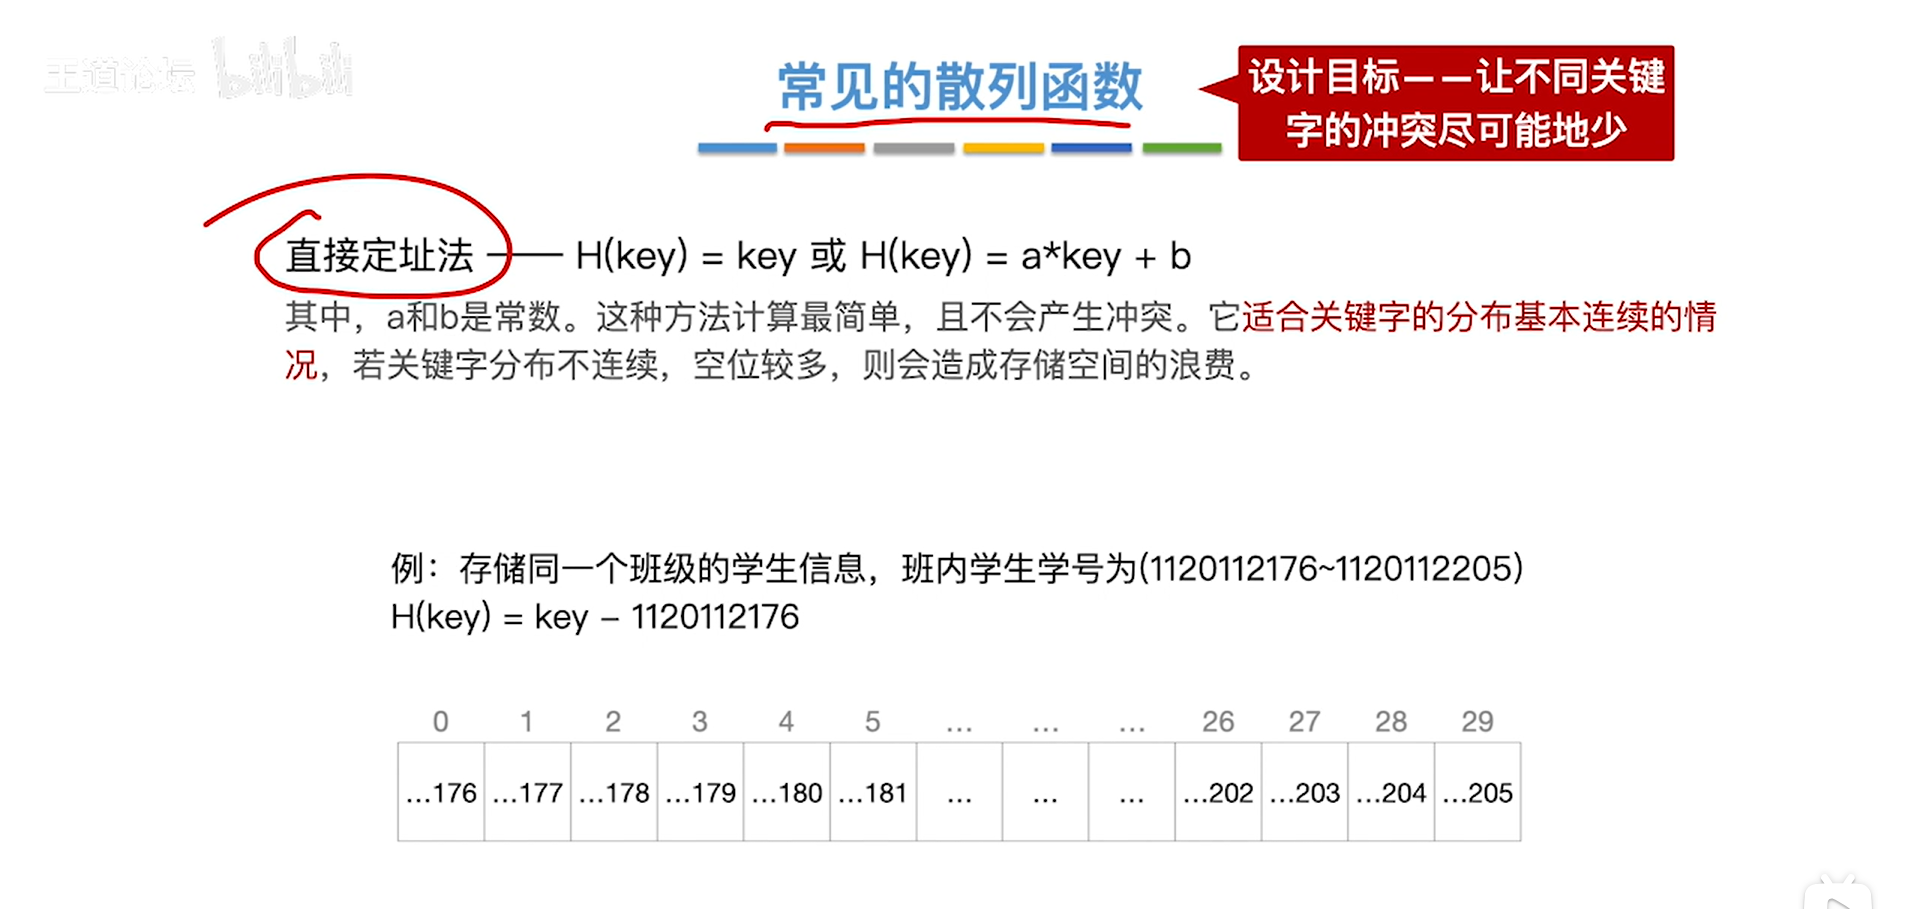 王道论坛 bilibili
常见的散列函数
设计目标——让不同关键
字的冲突尽可能地少
直接定址法 —— H(key) = key 或 H(key) = a*key + b
其中，a和b是常数。这种方法计算最简单，且不会产生冲突。它适合关键字的分布基本连续的情
况，若关键字分布不连续，空位较多，则会造成存储空间的浪费。
例：存储同一个班级的学生信息，班内学生学号为(1120112176~1120112205)
H(key) = key – 1120112176
0 1 2 3 4 5 ... ... ... 26 27 28 29
...176 ...177 ...178 ...179 ...180 ...181 ... ... ... ...202 ...203 ...204 ...205